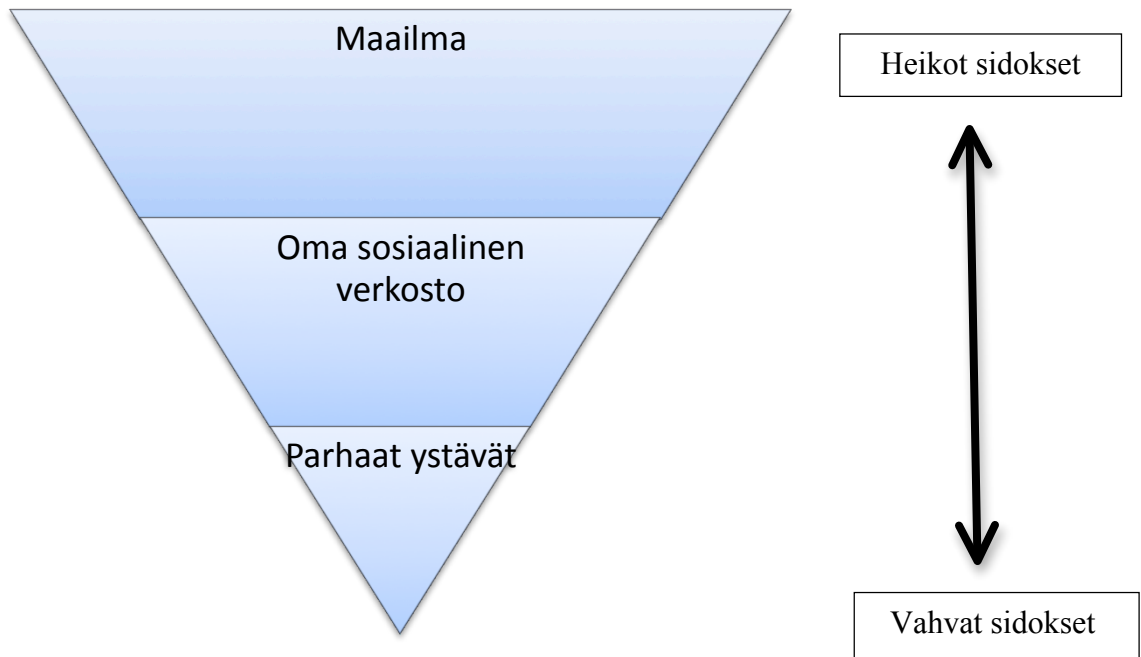 Maailma
Heikot sidokset
Oma sosiaalinen
verkosto
Parhaat ystävät
Vahvat sidokset